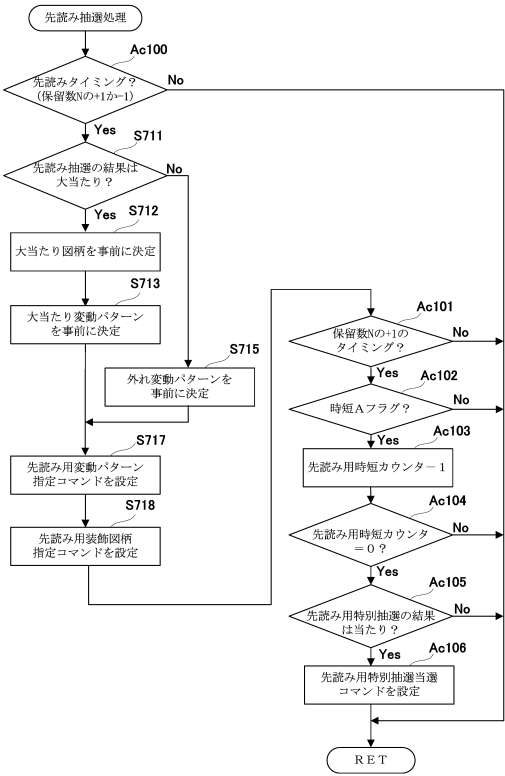 先読み抽選処理
Ac100
先読みタイミング？
(保留数Nの+1か-1)
No
Yes
S711
先読み抽選の結果は
大当たり？
No
Yes
S712
大当たり図柄を事前に決定
S713
大当たり変動パターン
を事前に決定
S715
外れ変動パターンを
事前に決定
S717
先読み用変動パターン
指定コマンドを設定
S718
先読み用装飾図柄
指定コマンドを設定
Ac101
保留数Nの+1の
タイミング？
No
Yes
Ac102
時短Ａフラグ？
No
Yes
Ac103
先読み用時短カウンタ－１
Ac104
先読み用時短カウンタ
＝０？
No
Yes
Ac105
先読み用特別抽選の結果
は当たり？
No
Yes
Ac106
先読み用特別抽選当選
コマンドを設定
ＲＥＴ